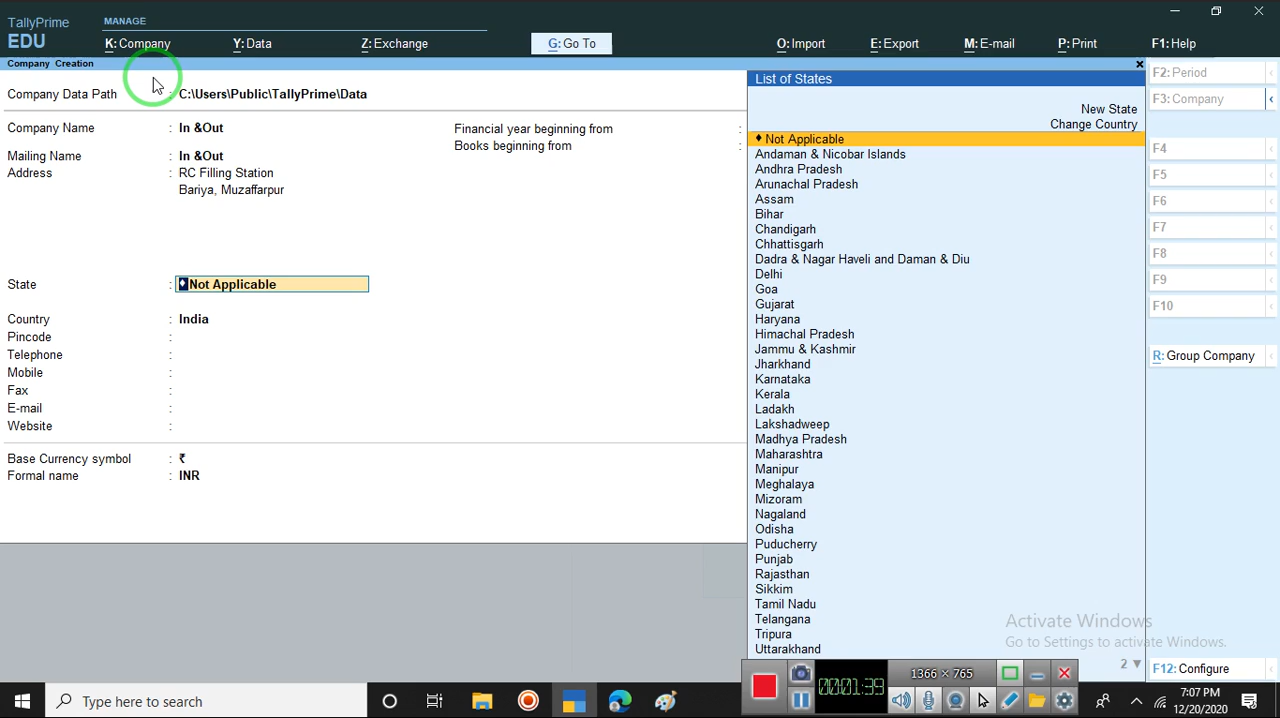 TallyPrime
EDU
MANAGE
K: Company
Y: Data
Z: Exchange
G: Go To
O: Import
E: Export
M: E-mail
P: Print
F1: Help
Company Creation
Company Data Path : C:\Users\Public\TallyPrime\Data
Company Name : In &Out
Mailing Name : In &Out
Address : RC Filling Station
Bariya, Muzaffarpur
State : ♦ Not Applicable
Country : India
Pincode :
Telephone :
Mobile :
Fax :
E-mail :
Website :
Base Currency symbol : ₹
Formal name : INR
Financial year beginning from :
Books beginning from :
List of States
New State
Change Country
♦ Not Applicable
Andaman & Nicobar Islands
Andhra Pradesh
Arunachal Pradesh
Assam
Bihar
Chandigarh
Chhattisgarh
Dadra & Nagar Haveli and Daman & Diu
Delhi
Goa
Gujarat
Haryana
Himachal Pradesh
Jammu & Kashmir
Jharkhand
Karnataka
Kerala
Ladakh
Lakshadweep
Madhya Pradesh
Maharashtra
Manipur
Meghalaya
Mizoram
Nagaland
Odisha
Puducherry
Punjab
Rajasthan
Sikkim
Tamil Nadu
Telangana
Tripura
Uttarakhand
2 ▼
F2: Period
F3: Company
F4
F5
F6
F7
F8
F9
F10
R: Group Company
F12: Configure
Activate Windows
Go to Settings to activate Windows.
0001:39
1366 × 765
Type here to search
7:07 PM
12/20/2020